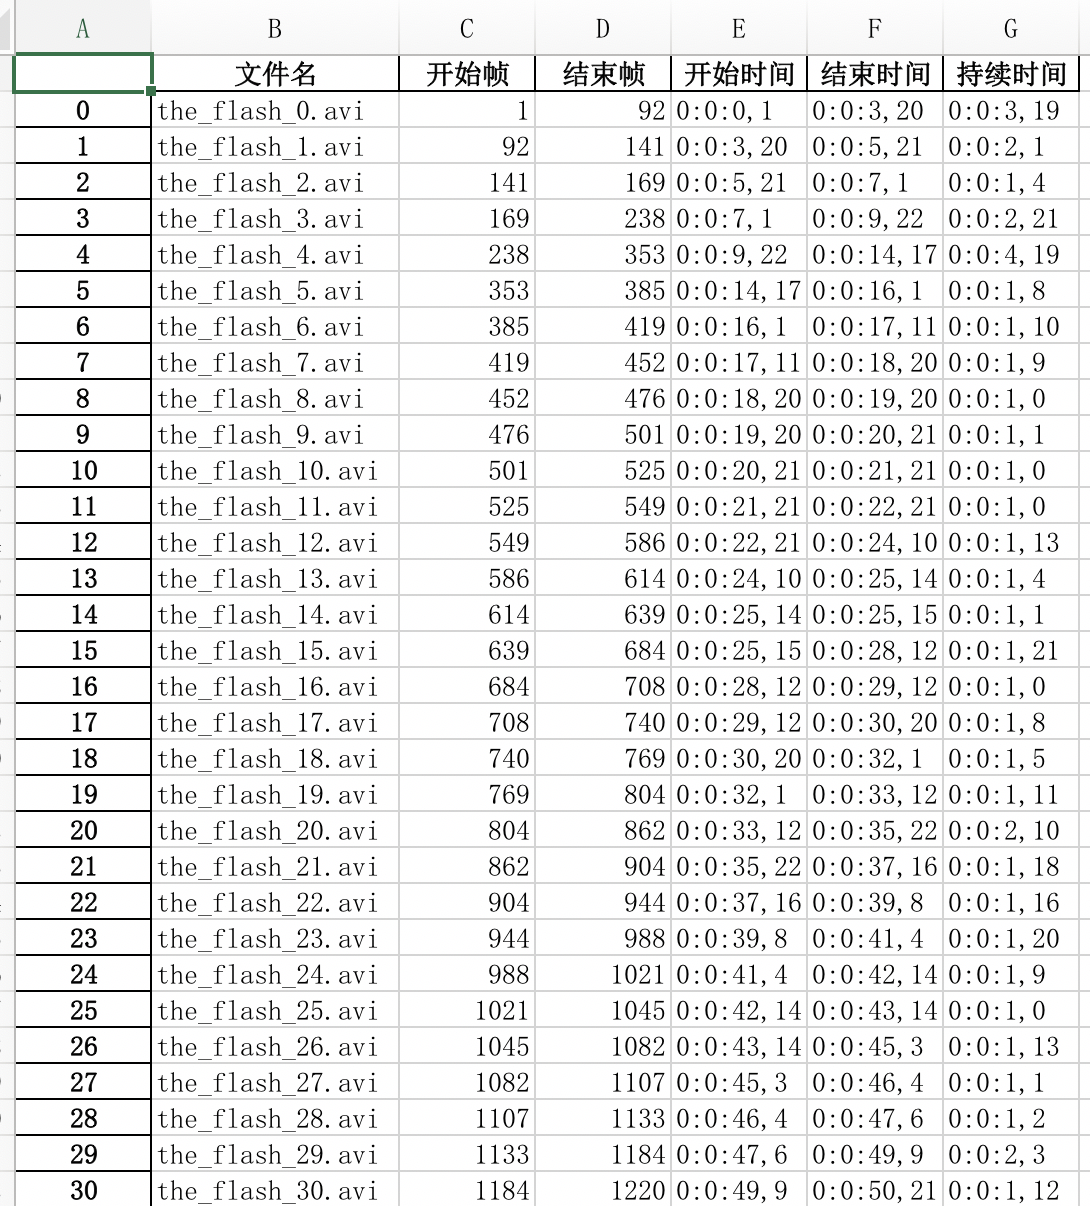 A B C D E F G
文件名 开始帧 结束帧 开始时间 结束时间 持续时间
0 the_flash_0.avi 1 92 0:0:0,1 0:0:3,20 0:0:3,19
1 the_flash_1.avi 92 141 0:0:3,20 0:0:5,21 0:0:2,1
2 the_flash_2.avi 141 169 0:0:5,21 0:0:7,1 0:0:1,4
3 the_flash_3.avi 169 238 0:0:7,1 0:0:9,22 0:0:2,21
4 the_flash_4.avi 238 353 0:0:9,22 0:0:14,17 0:0:4,19
5 the_flash_5.avi 353 385 0:0:14,17 0:0:16,1 0:0:1,8
6 the_flash_6.avi 385 419 0:0:16,1 0:0:17,11 0:0:1,10
7 the_flash_7.avi 419 452 0:0:17,11 0:0:18,20 0:0:1,9
8 the_flash_8.avi 452 476 0:0:18,20 0:0:19,20 0:0:1,0
9 the_flash_9.avi 476 501 0:0:19,20 0:0:20,21 0:0:1,1
10 the_flash_10.avi 501 525 0:0:20,21 0:0:21,21 0:0:1,0
11 the_flash_11.avi 525 549 0:0:21,21 0:0:22,21 0:0:1,0
12 the_flash_12.avi 549 586 0:0:22,21 0:0:24,10 0:0:1,13
13 the_flash_13.avi 586 614 0:0:24,10 0:0:25,14 0:0:1,4
14 the_flash_14.avi 614 639 0:0:25,14 0:0:25,15 0:0:1,1
15 the_flash_15.avi 639 684 0:0:25,15 0:0:28,12 0:0:1,21
16 the_flash_16.avi 684 708 0:0:28,12 0:0:29,12 0:0:1,0
17 the_flash_17.avi 708 740 0:0:29,12 0:0:30,20 0:0:1,8
18 the_flash_18.avi 740 769 0:0:30,20 0:0:32,1 0:0:1,5
19 the_flash_19.avi 769 804 0:0:32,1 0:0:33,12 0:0:1,11
20 the_flash_20.avi 804 862 0:0:33,12 0:0:35,22 0:0:2,10
21 the_flash_21.avi 862 904 0:0:35,22 0:0:37,16 0:0:1,18
22 the_flash_22.avi 904 944 0:0:37,16 0:0:39,8 0:0:1,16
23 the_flash_23.avi 944 988 0:0:39,8 0:0:41,4 0:0:1,20
24 the_flash_24.avi 988 1021 0:0:41,4 0:0:42,14 0:0:1,9
25 the_flash_25.avi 1021 1045 0:0:42,14 0:0:43,14 0:0:1,0
26 the_flash_26.avi 1045 1082 0:0:43,14 0:0:45,3 0:0:1,13
27 the_flash_27.avi 1082 1107 0:0:45,3 0:0:46,4 0:0:1,1
28 the_flash_28.avi 1107 1133 0:0:46,4 0:0:47,6 0:0:1,2
29 the_flash_29.avi 1133 1184 0:0:47,6 0:0:49,9 0:0:2,3
30 the_flash_30.avi 1184 1220 0:0:49,9 0:0:50,21 0:0:1,12